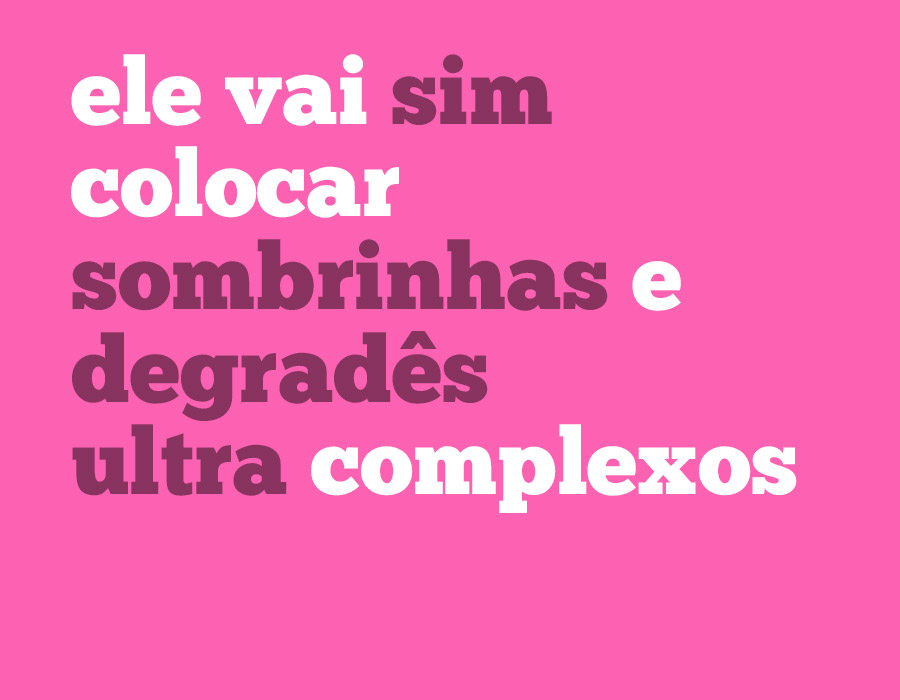 ele vai sim
colocar
sombrinhas e
degradês
ultra complexos